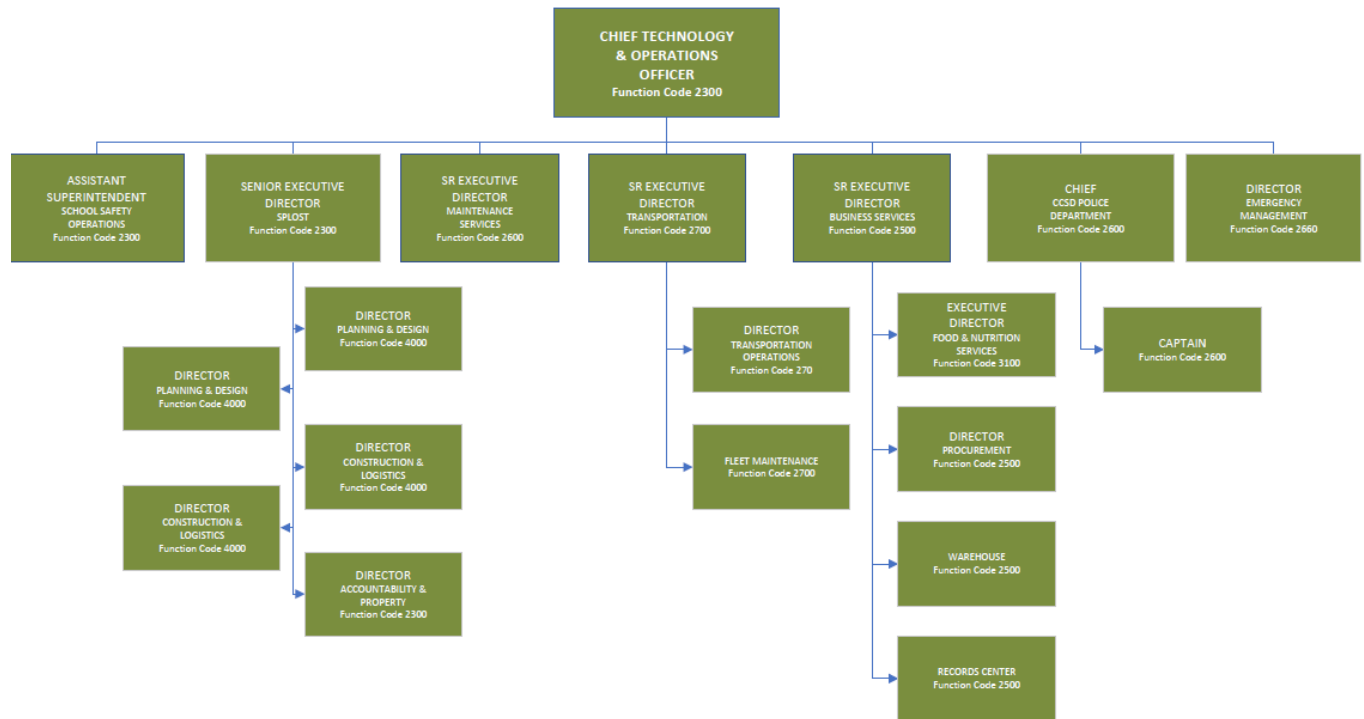 CHIEF TECHNOLOGY
& OPERATIONS
OFFICER
Function Code 2300
ASSISTANT
SUPERINTENDENT
SCHOOL SAFETY
OPERATIONS
Function Code 2300
SENIOR EXECUTIVE
DIRECTOR
SPLOST
Function Code 2300
SR EXECUTIVE
DIRECTOR
MAINTENANCE
SERVICES
Function Code 2600
SR EXECUTIVE
DIRECTOR
TRANSPORTATION
Function Code 2700
SR EXECUTIVE
DIRECTOR
BUSINESS SERVICES
Function Code 2500
CHIEF
CCSD POLICE
DEPARTMENT
Function Code 2600
DIRECTOR
EMERGENCY
MANAGEMENT
Function Code 2660
DIRECTOR
PLANNING & DESIGN
Function Code 4000
DIRECTOR
PLANNING & DESIGN
Function Code 4000
DIRECTOR
CONSTRUCTION &
LOGISTICS
Function Code 4000
DIRECTOR
CONSTRUCTION &
LOGISTICS
Function Code 4000
DIRECTOR
ACCOUNTABILITY &
PROPERTY
Function Code 2300
DIRECTOR
TRANSPORTATION
OPERATIONS
Function Code 270
FLEET MAINTENANCE
Function Code 2700
EXECUTIVE
DIRECTOR
FOOD & NUTRITION
SERVICES
Function Code 3100
DIRECTOR
PROCUREMENT
Function Code 2500
WAREHOUSE
Function Code 2500
RECORDS CENTER
Function Code 2500
CAPTAIN
Function Code 2600